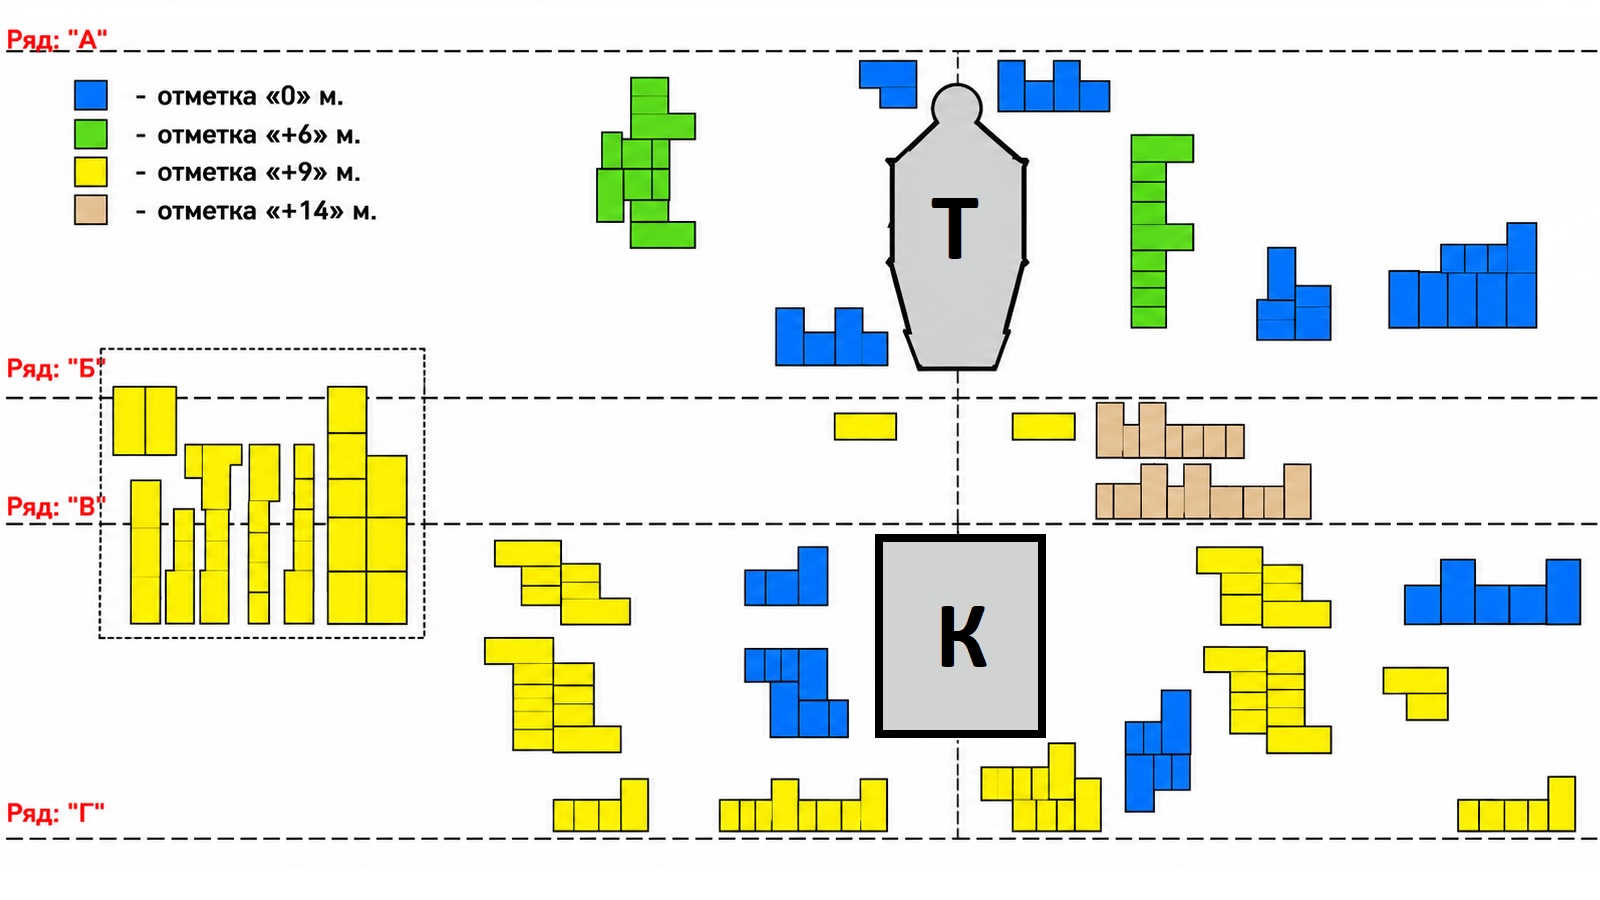 Ряд: "А"
- отметка «0» м.
- отметка «+6» м.
- отметка «+9» м.
- отметка «+14» м.
Т
Ряд: "Б"
Ряд: "В"
К
Ряд: "Г"